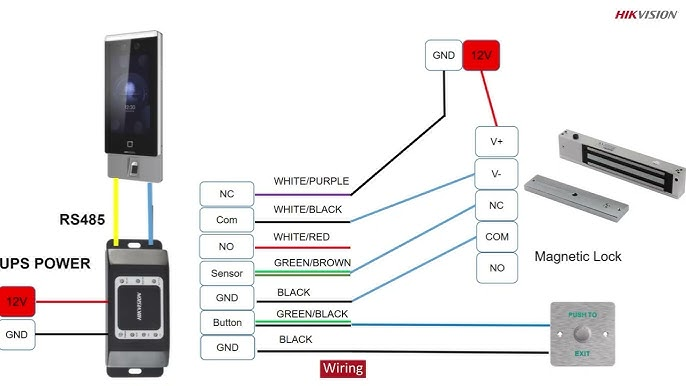 HIKVISION
GND 12V
V+
V-
NC
COM
NO
Magnetic Lock
RS485
UPS POWER
12V
GND
HIKVISION
NC WHITE/PURPLE
Com WHITE/BLACK
NO WHITE/RED
Sensor GREEN/BROWN
GND BLACK
Button GREEN/BLACK
GND BLACK
PUSH TO
EXIT
Wiring